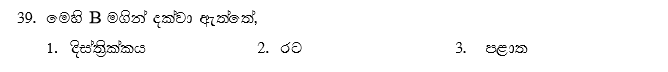 39. මෙහි B මගින් දක්වා ඇත්තේ,
1. දිස්ත්‍රික්කය 2. රට 3. පළාත